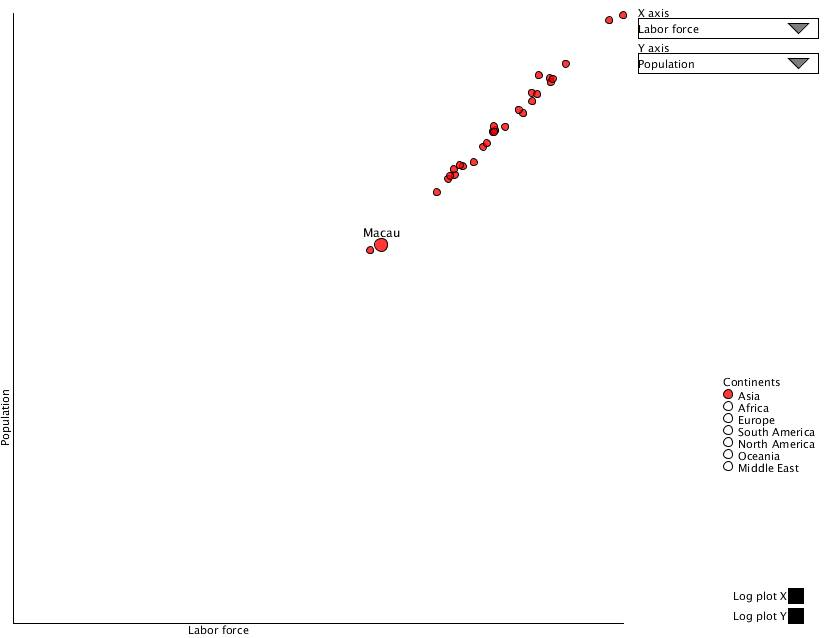 X axis
Labor force
Y axis
Population
Macau
Continents
Asia
Africa
Europe
South America
North America
Oceania
Middle East
Population
Log plot X
Log plot Y
Labor force